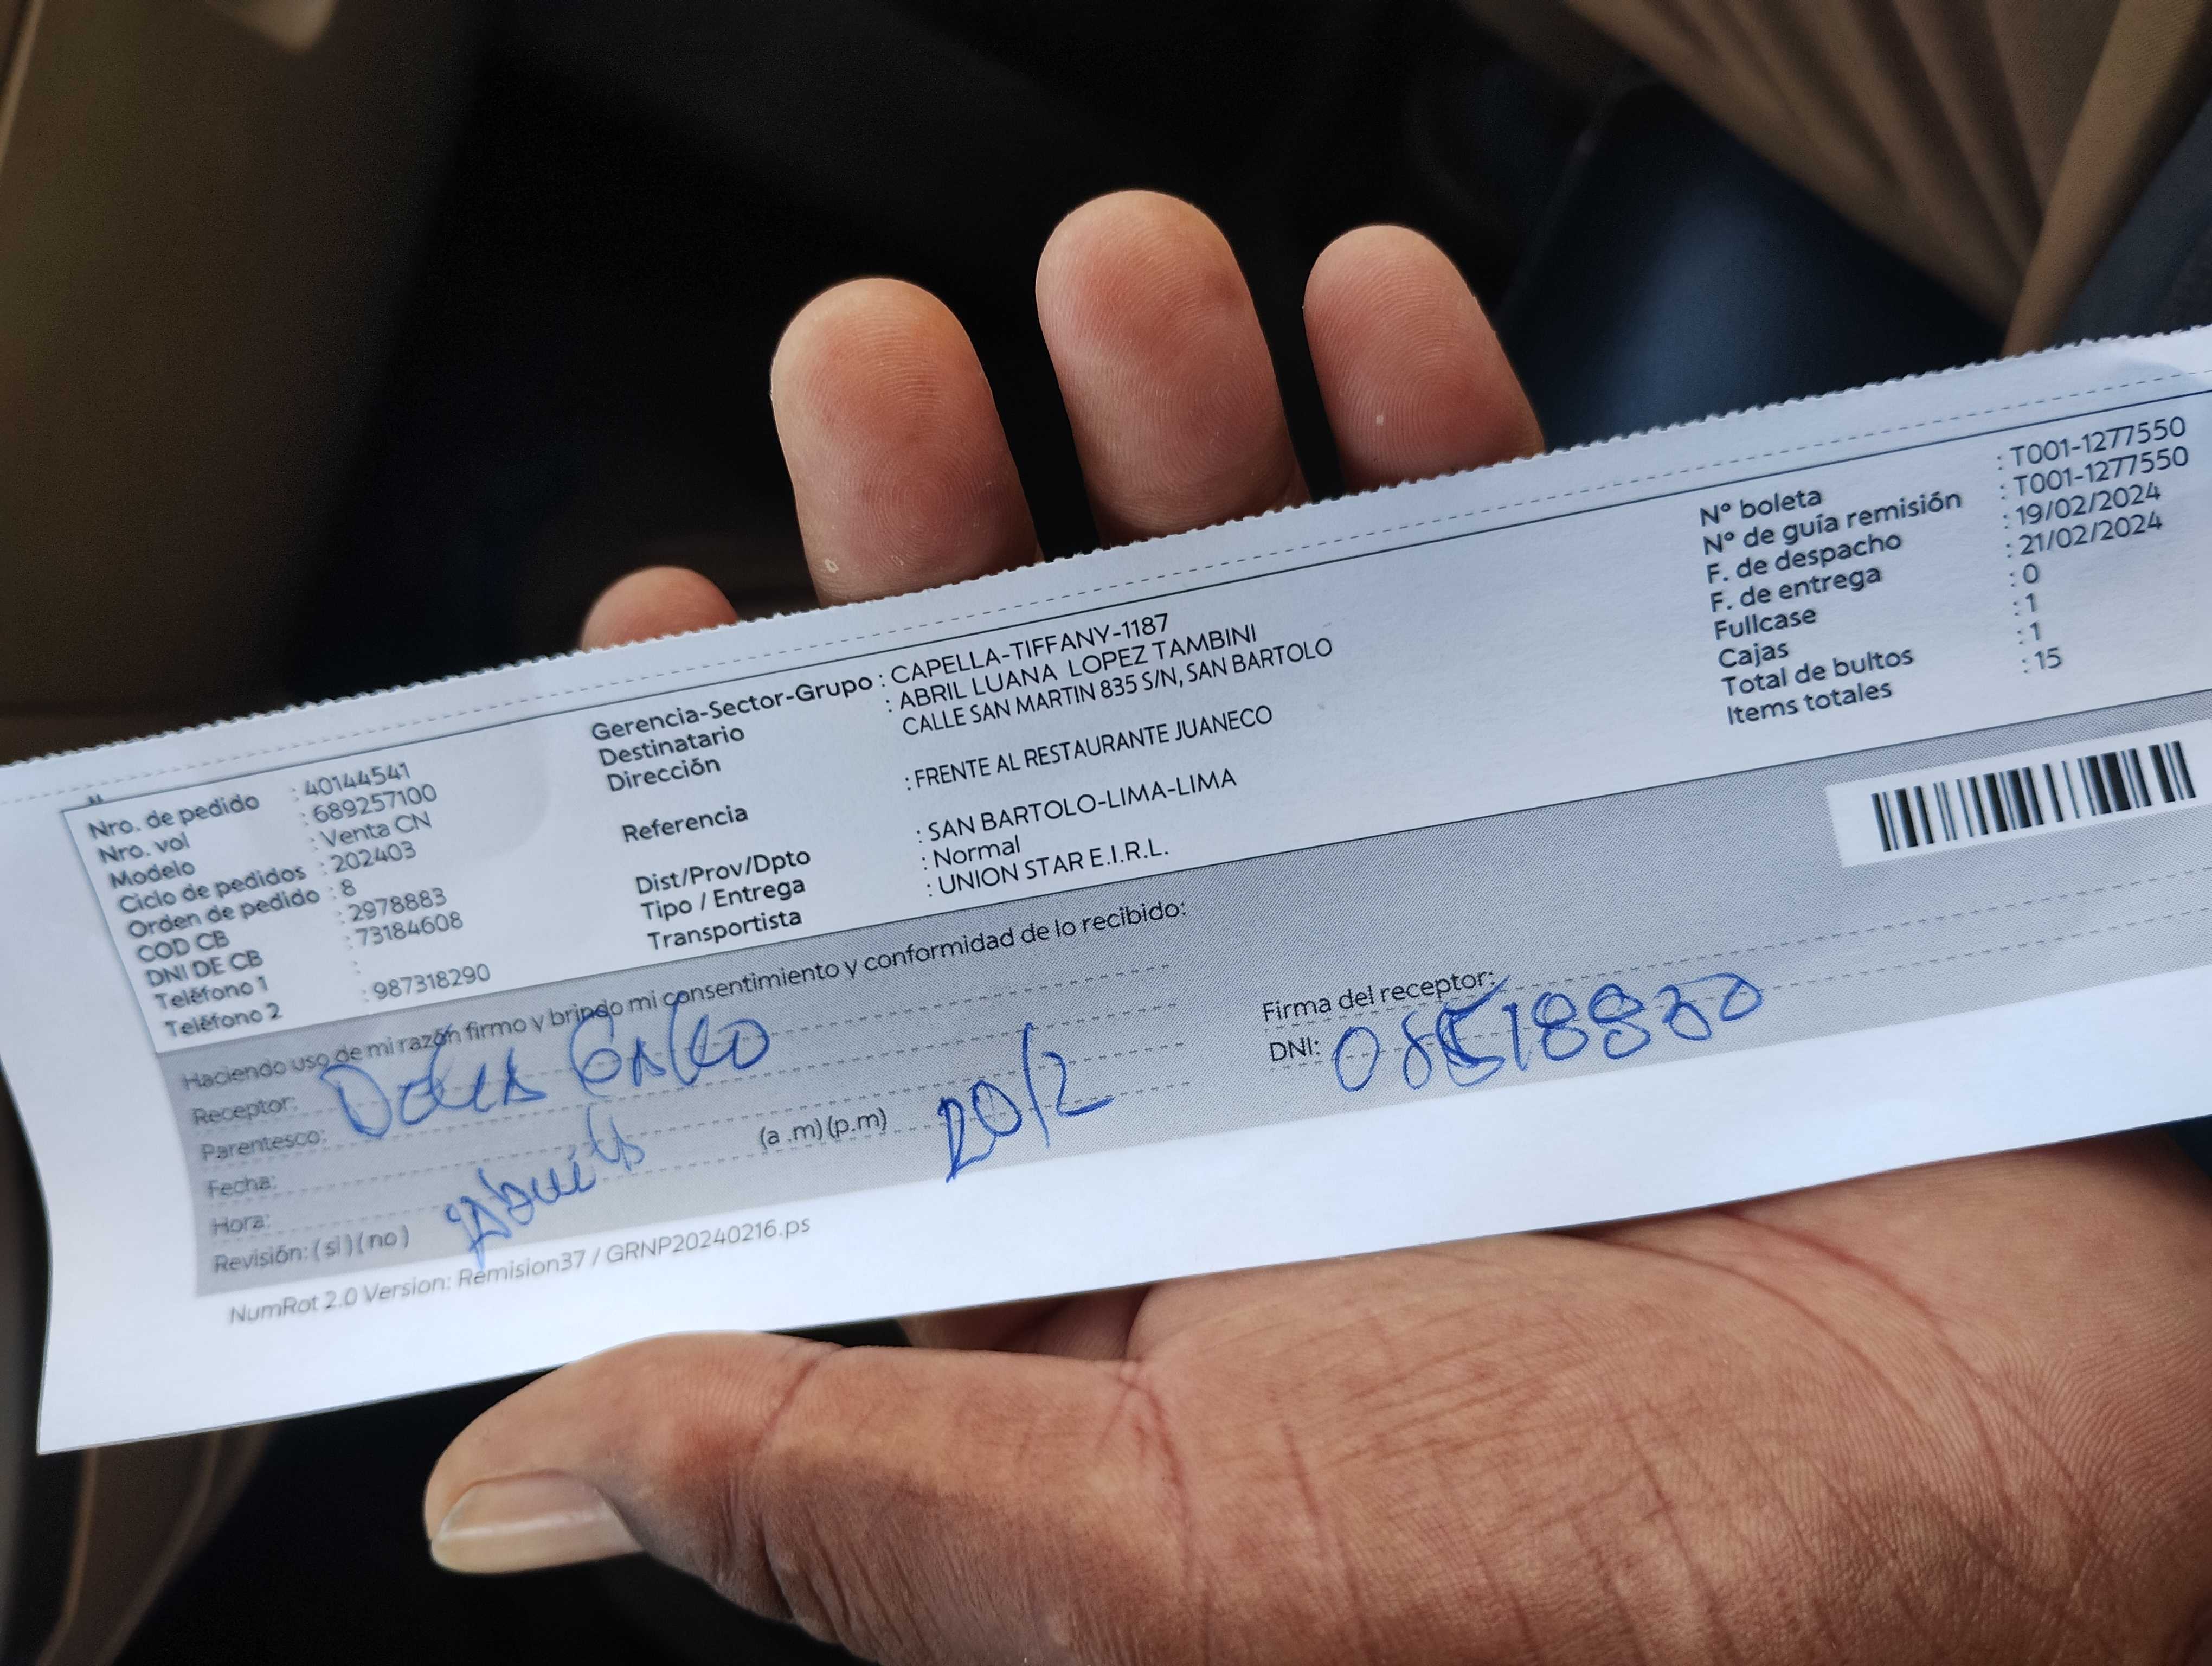 Nro. de pedido : 40144541
Nro. vol : 689257100
Modelo : Venta CN
Ciclo de pedidos : 202403
Orden de pedido : 8
COD CB : 2978883
DNI DE CB : 73184608
Teléfono 1 :
Teléfono 2 : 987318290
Gerencia-Sector-Grupo : CAPELLA-TIFFANY-1187
Destinatario : ABRIL LUANA LOPEZ TAMBINI
Dirección CALLE SAN MARTIN 835 S/N, SAN BARTOLO
Referencia : FRENTE AL RESTAURANTE JUANECO
Dist/Prov/Dpto : SAN BARTOLO-LIMA-LIMA
Tipo / Entrega : Normal
Transportista : UNION STAR E.I.R.L.
N° boleta : T001-1277550
N° de guía remisión : T001-1277550
F. de despacho : 19/02/2024
F. de entrega : 21/02/2024
Fullcase : 0
Cajas : 1
Total de bultos : 1
Items totales : 15
Haciendo uso de mi razón firmo y brindo mi consentimiento y conformidad de lo recibido:
Receptor:
Parentesco:
Fecha:
Hora: (a .m) (p.m) 20/2
Revisión: ( si ) ( no )
Firma del receptor:
DNI:
NumRot 2.0 Version: Remision37 / GRNP20240216.ps